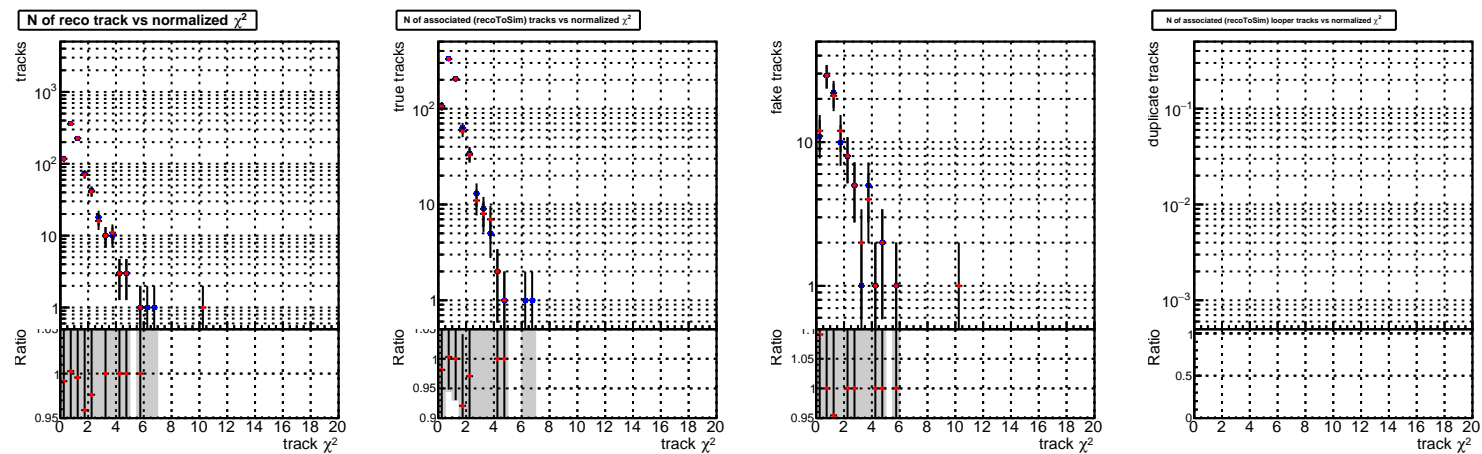 N of reco track vs normalized χ²
tracks
10³
10²
10
1
Ratio
1.05
1
0.95
0 2 4 6 8 10 12 14 16 18 20
track χ²
N of associated (recoToSim) tracks vs normalized χ²
true tracks
10²
10
1
Ratio
1.05
1
0.95
0.9
0 2 4 6 8 10 12 14 16 18 20
track χ²
fake tracks
10
1
Ratio
1.1
1.05
1
0.95
0 2 4 6 8 10 12 14 16 18 20
track χ²
N of associated (recoToSim) looper tracks vs normalized χ²
duplicate tracks
10⁻¹
10⁻²
10⁻³
Ratio
1
0.5
0
0 2 4 6 8 10 12 14 16 18 20
track χ²